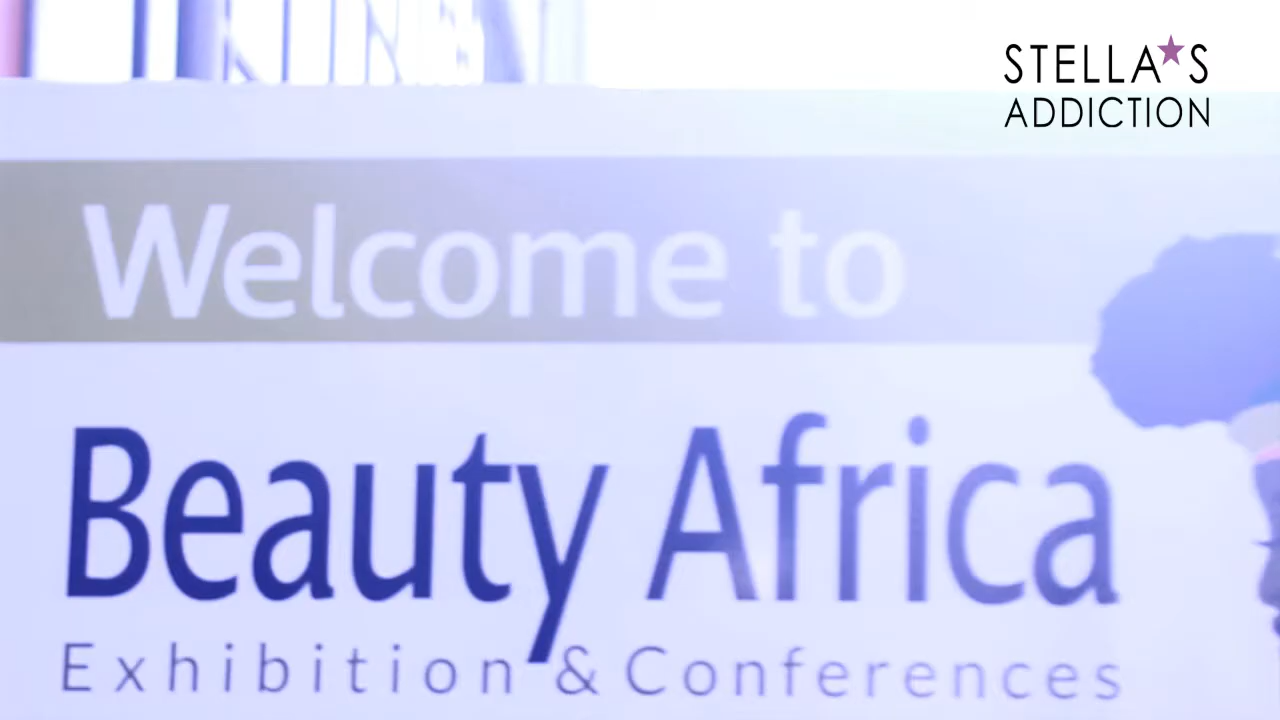 STELLA★S
ADDICTION
Welcome to
Beauty Africa
Exhibition & Conferences